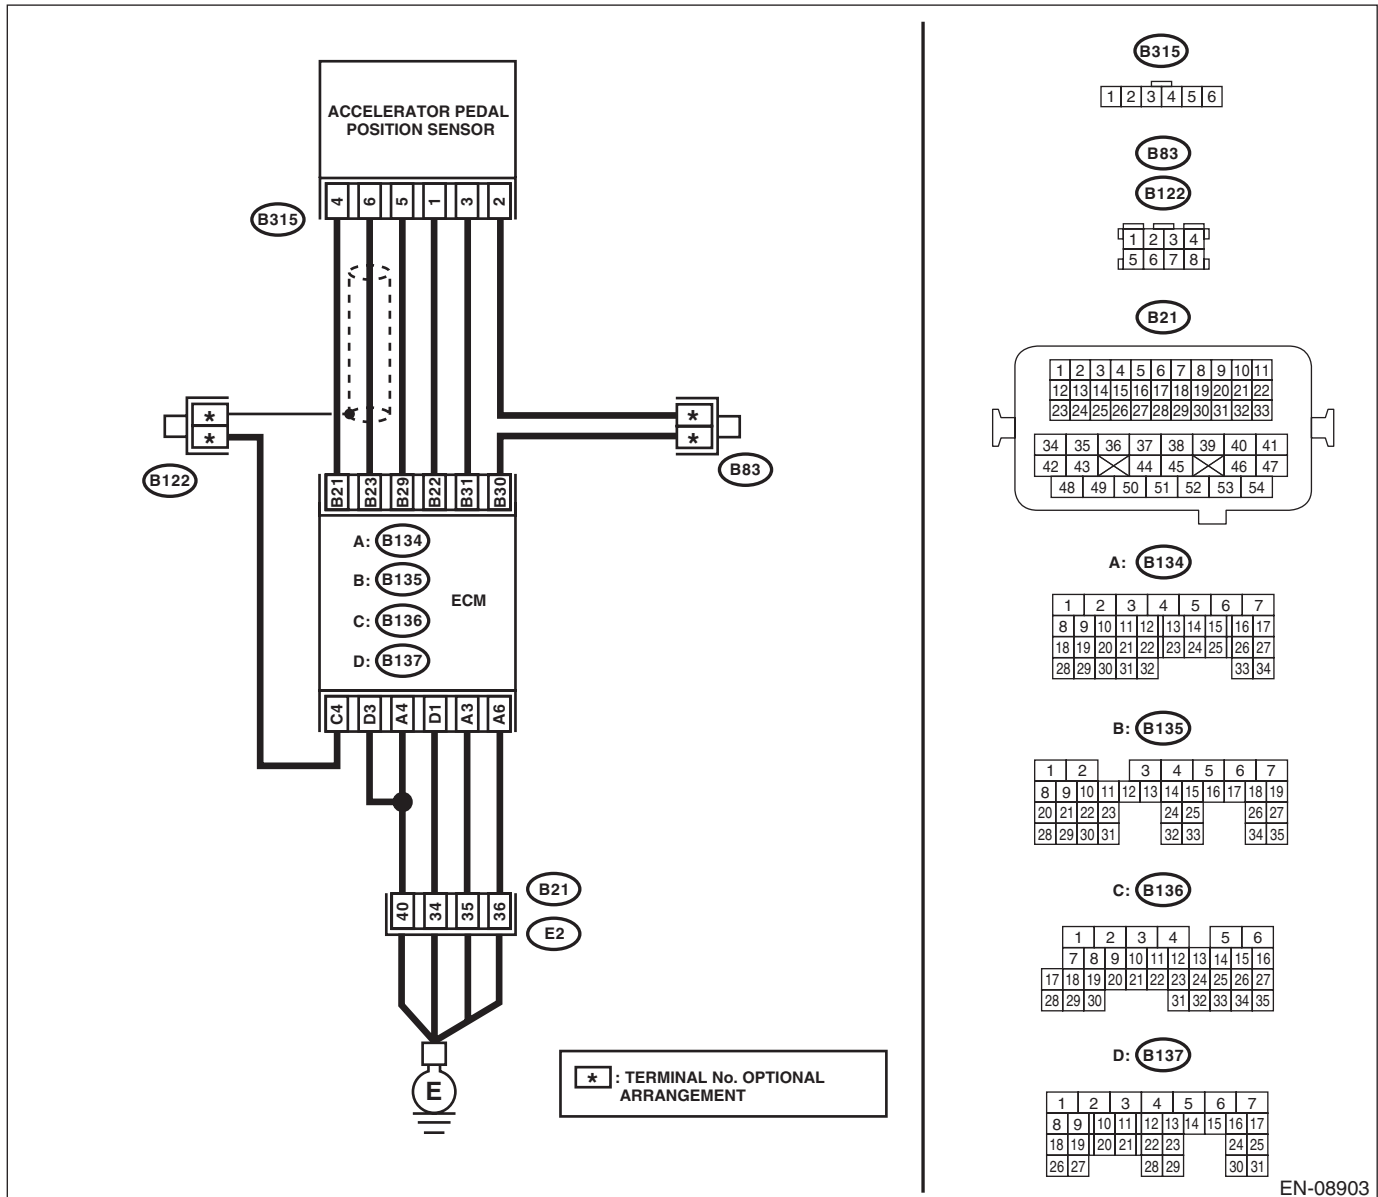 ACCELERATOR PEDAL
POSITION SENSOR
4 6 5 1 3 2
B315
* *
* *
B122
B83
B21 B23 B29 B22 B31 B30
A: B134
B: B135
ECM
C: B136
D: B137
C4 D3 A4 D1 A3 A6
B21
40 34 35 36
E2
E
* : TERMINAL No. OPTIONAL
ARRANGEMENT
B315
1 2 3 4 5 6
B83
B122
1 2 3 4
5 6 7 8
B21
1 2 3 4 5 6 7 8 9 10 11
12 13 14 15 16 17 18 19 20 21 22
23 24 25 26 27 28 29 30 31 32 33
34 35 36 37 38 39 40 41
42 43 44 45 46 47
48 49 50 51 52 53 54
A: B134
1 2 3 4 5 6 7
8 9 10 11 12 13 14 15 16 17
18 19 20 21 22 23 24 25 26 27
28 29 30 31 32 33 34
B: B135
1 2 3 4 5 6 7
8 9 10 11 12 13 14 15 16 17 18 19
20 21 22 23 24 25 26 27
28 29 30 31 32 33 34 35
C: B136
1 2 3 4 5 6
7 8 9 10 11 12 13 14 15 16
17 18 19 20 21 22 23 24 25 26 27
28 29 30 31 32 33 34 35
D: B137
1 2 3 4 5 6 7
8 9 10 11 12 13 14 15 16 17
18 19 20 21 22 23 24 25
26 27 28 29 30 31
EN-08903